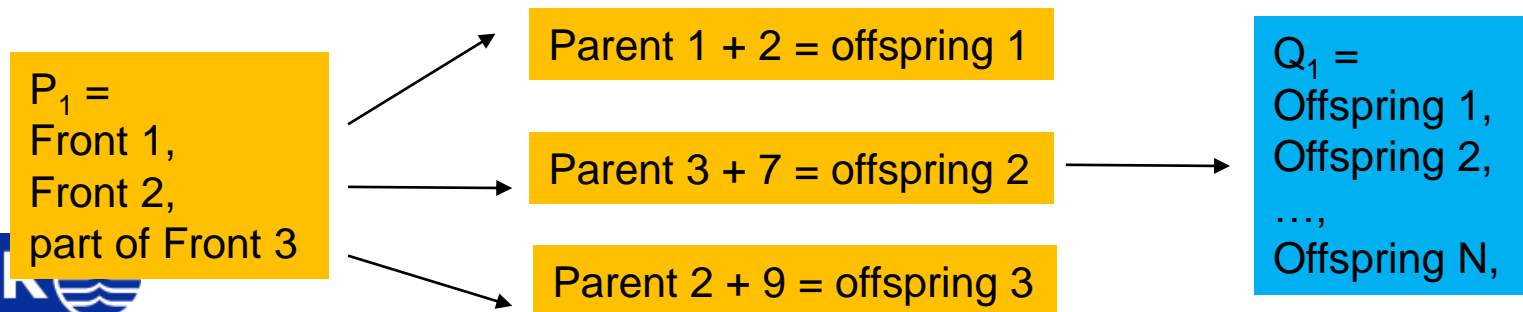 P₁ =
Front 1,
Front 2,
part of Front 3
Parent 1 + 2 = offspring 1
Parent 3 + 7 = offspring 2
Parent 2 + 9 = offspring 3
Q₁ =
Offspring 1,
Offspring 2,
…,
Offspring N,